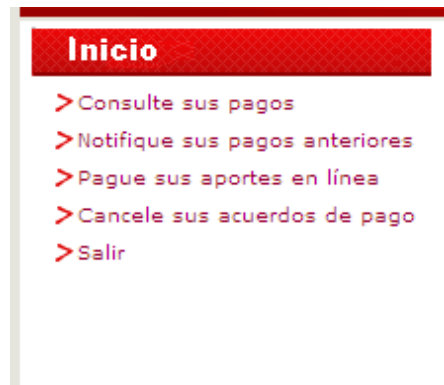 Inicio
Consulte sus pagos
Notifique sus pagos anteriores
Pague sus aportes en línea
Cancele sus acuerdos de pago
Salir